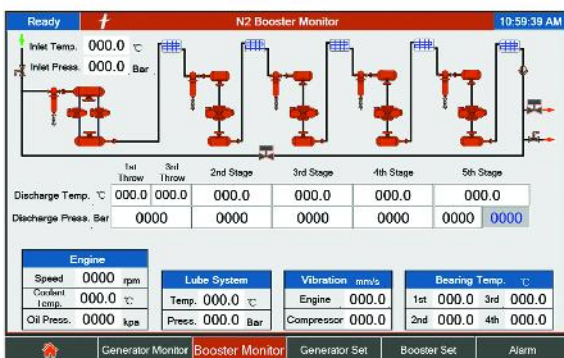 Ready N2 Booster Monitor 10:59:39 AM
Inlet Temp. 000.0 ℃
Inlet Press. 000.0 Bar
1st Throw 3rd Throw 2nd Stage 3rd Stage 4th Stage 5th Stage
Discharge Temp. ℃ 000.0 000.0 000.0 000.0 000.0 000.0
Discharge Press. Bar 0000 0000 0000 0000 0000 0000
Engine
Speed 0000 rpm
Coolant Temp. 000.0 ℃
Oil Press. 0000 kpa
Lube System
Temp. 000.0 ℃
Press. 000.0 Bar
Vibration mm/s
Engine 000.0
Compressor 000.0
Bearing Temp. ℃
1st 000.0 3rd 000.0
2nd 000.0 4th 000.0
Generator Monitor Booster Monitor Generator Set Booster Set Alarm